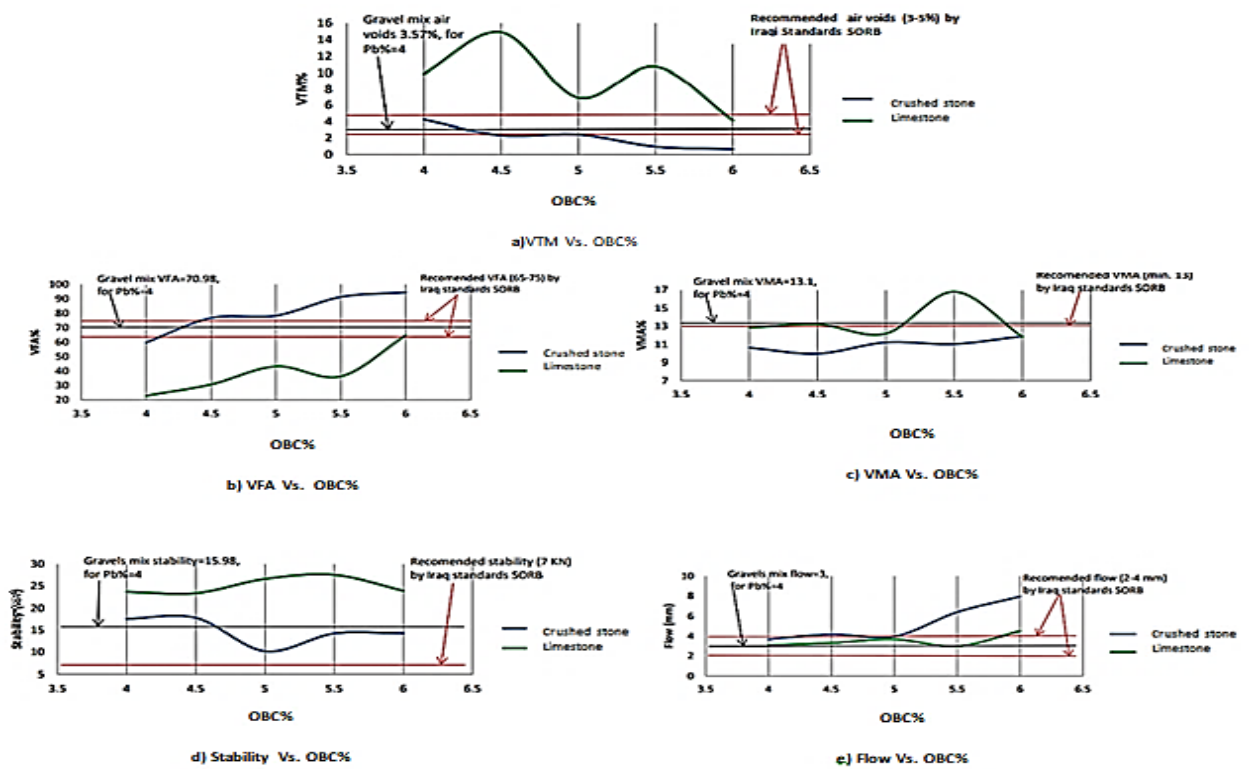 Gravel mix air
voids 3.57%, for
Pb%=4
Recommended air voids (3-5%) by
Iraqi Standards SORB
VTM%
16
14
12
10
8
6
4
2
0
3.5 4 4.5 5 5.5 6 6.5
Crushed stone
Limestone
OBC%
a)VTM Vs. OBC%
Gravel mix VFA=70.98,
for Pb%=4
Recomended VFA (65-75) by
Iraq standards SORB
VFA%
100
90
80
70
60
50
40
30
20
3.5 4 4.5 5 5.5 6 6.5
Crushed stone
Limestone
OBC%
b) VFA Vs. OBC%
Gravel mix VMA=13.1,
for Pb%=4
Recomended VMA (min. 13)
by Iraq standards SORB
VMA%
17
15
13
11
9
7
3.5 4 4.5 5 5.5 6 6.5
Crushed stone
Limestone
OBC%
c) VMA Vs. OBC%
Gravels mix stability=15.98,
for Pb%=4
Recomended stability (7 KN)
by Iraq standards SORB
30
25
20
15
10
5
3.5 4 4.5 5 5.5 6 6.5
Crushed stone
Limestone
OBC%
d) Stability Vs. OBC%
Gravels mix flow=3,
for Pb%=4
Recomended flow (2-4 mm)
by Iraq standards SORB
Flow (mm)
10
8
6
4
2
0
3.5 4 4.5 5 5.5 6 6.5
Crushed stone
Limestone
OBC%
e) Flow Vs. OBC%